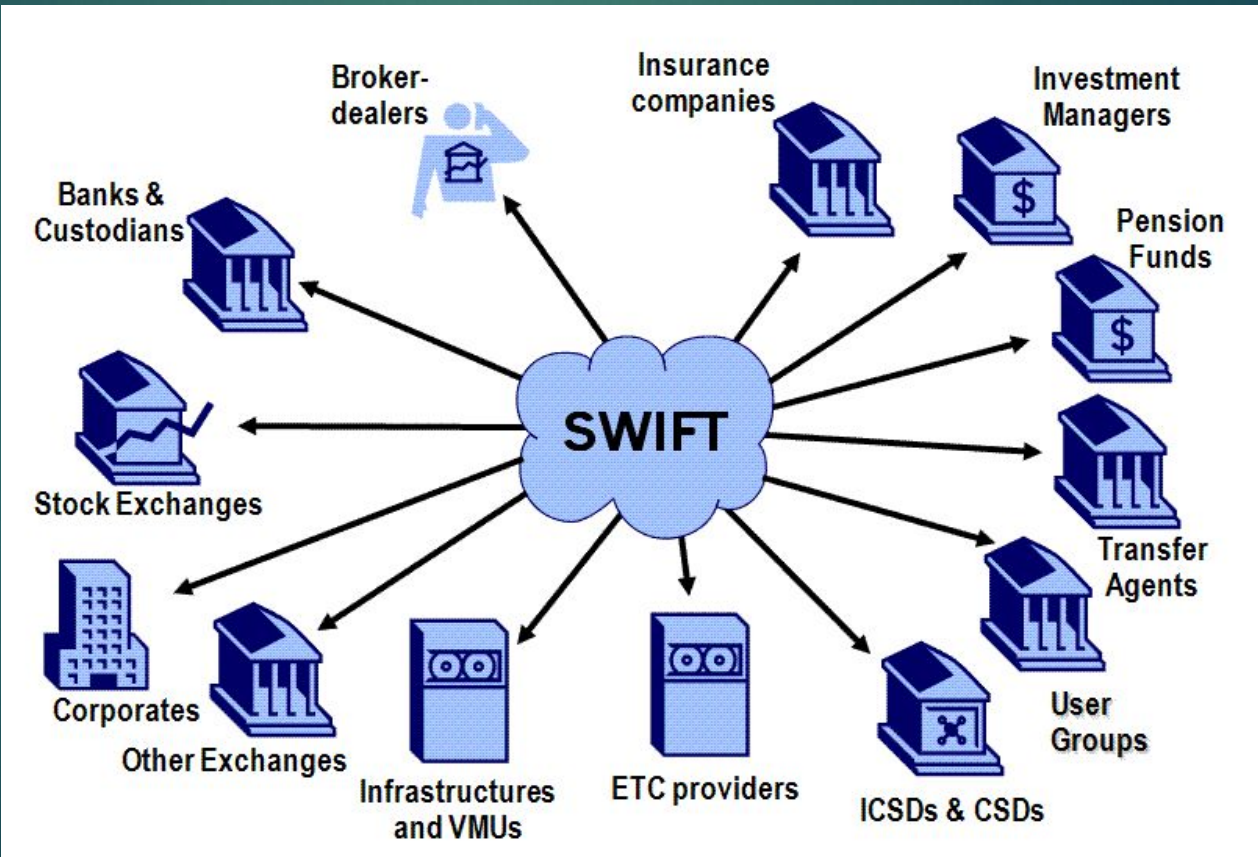 Broker-
dealers
Insurance
companies
Investment
Managers
Banks &
Custodians
$
Pension
Funds
$
SWIFT
Stock Exchanges
Transfer
Agents
Corporates
Other Exchanges
User
Groups
Infrastructures
and VMUs
ETC providers
ICSDs & CSDs